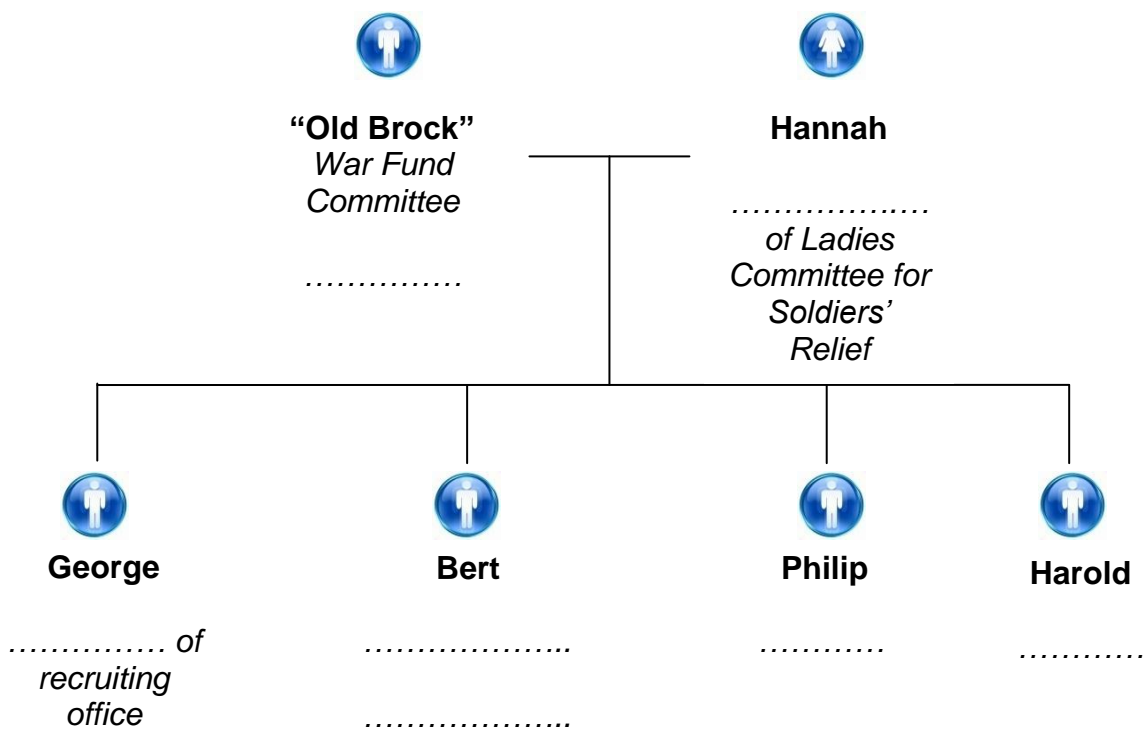 “Old Brock”
War Fund
Committee
……………
Hannah
……………..…
of Ladies
Committee for
Soldiers’
Relief
George
…………… of
recruiting
office
Bert
………………..
………………..
Philip
…………
Harold
…………